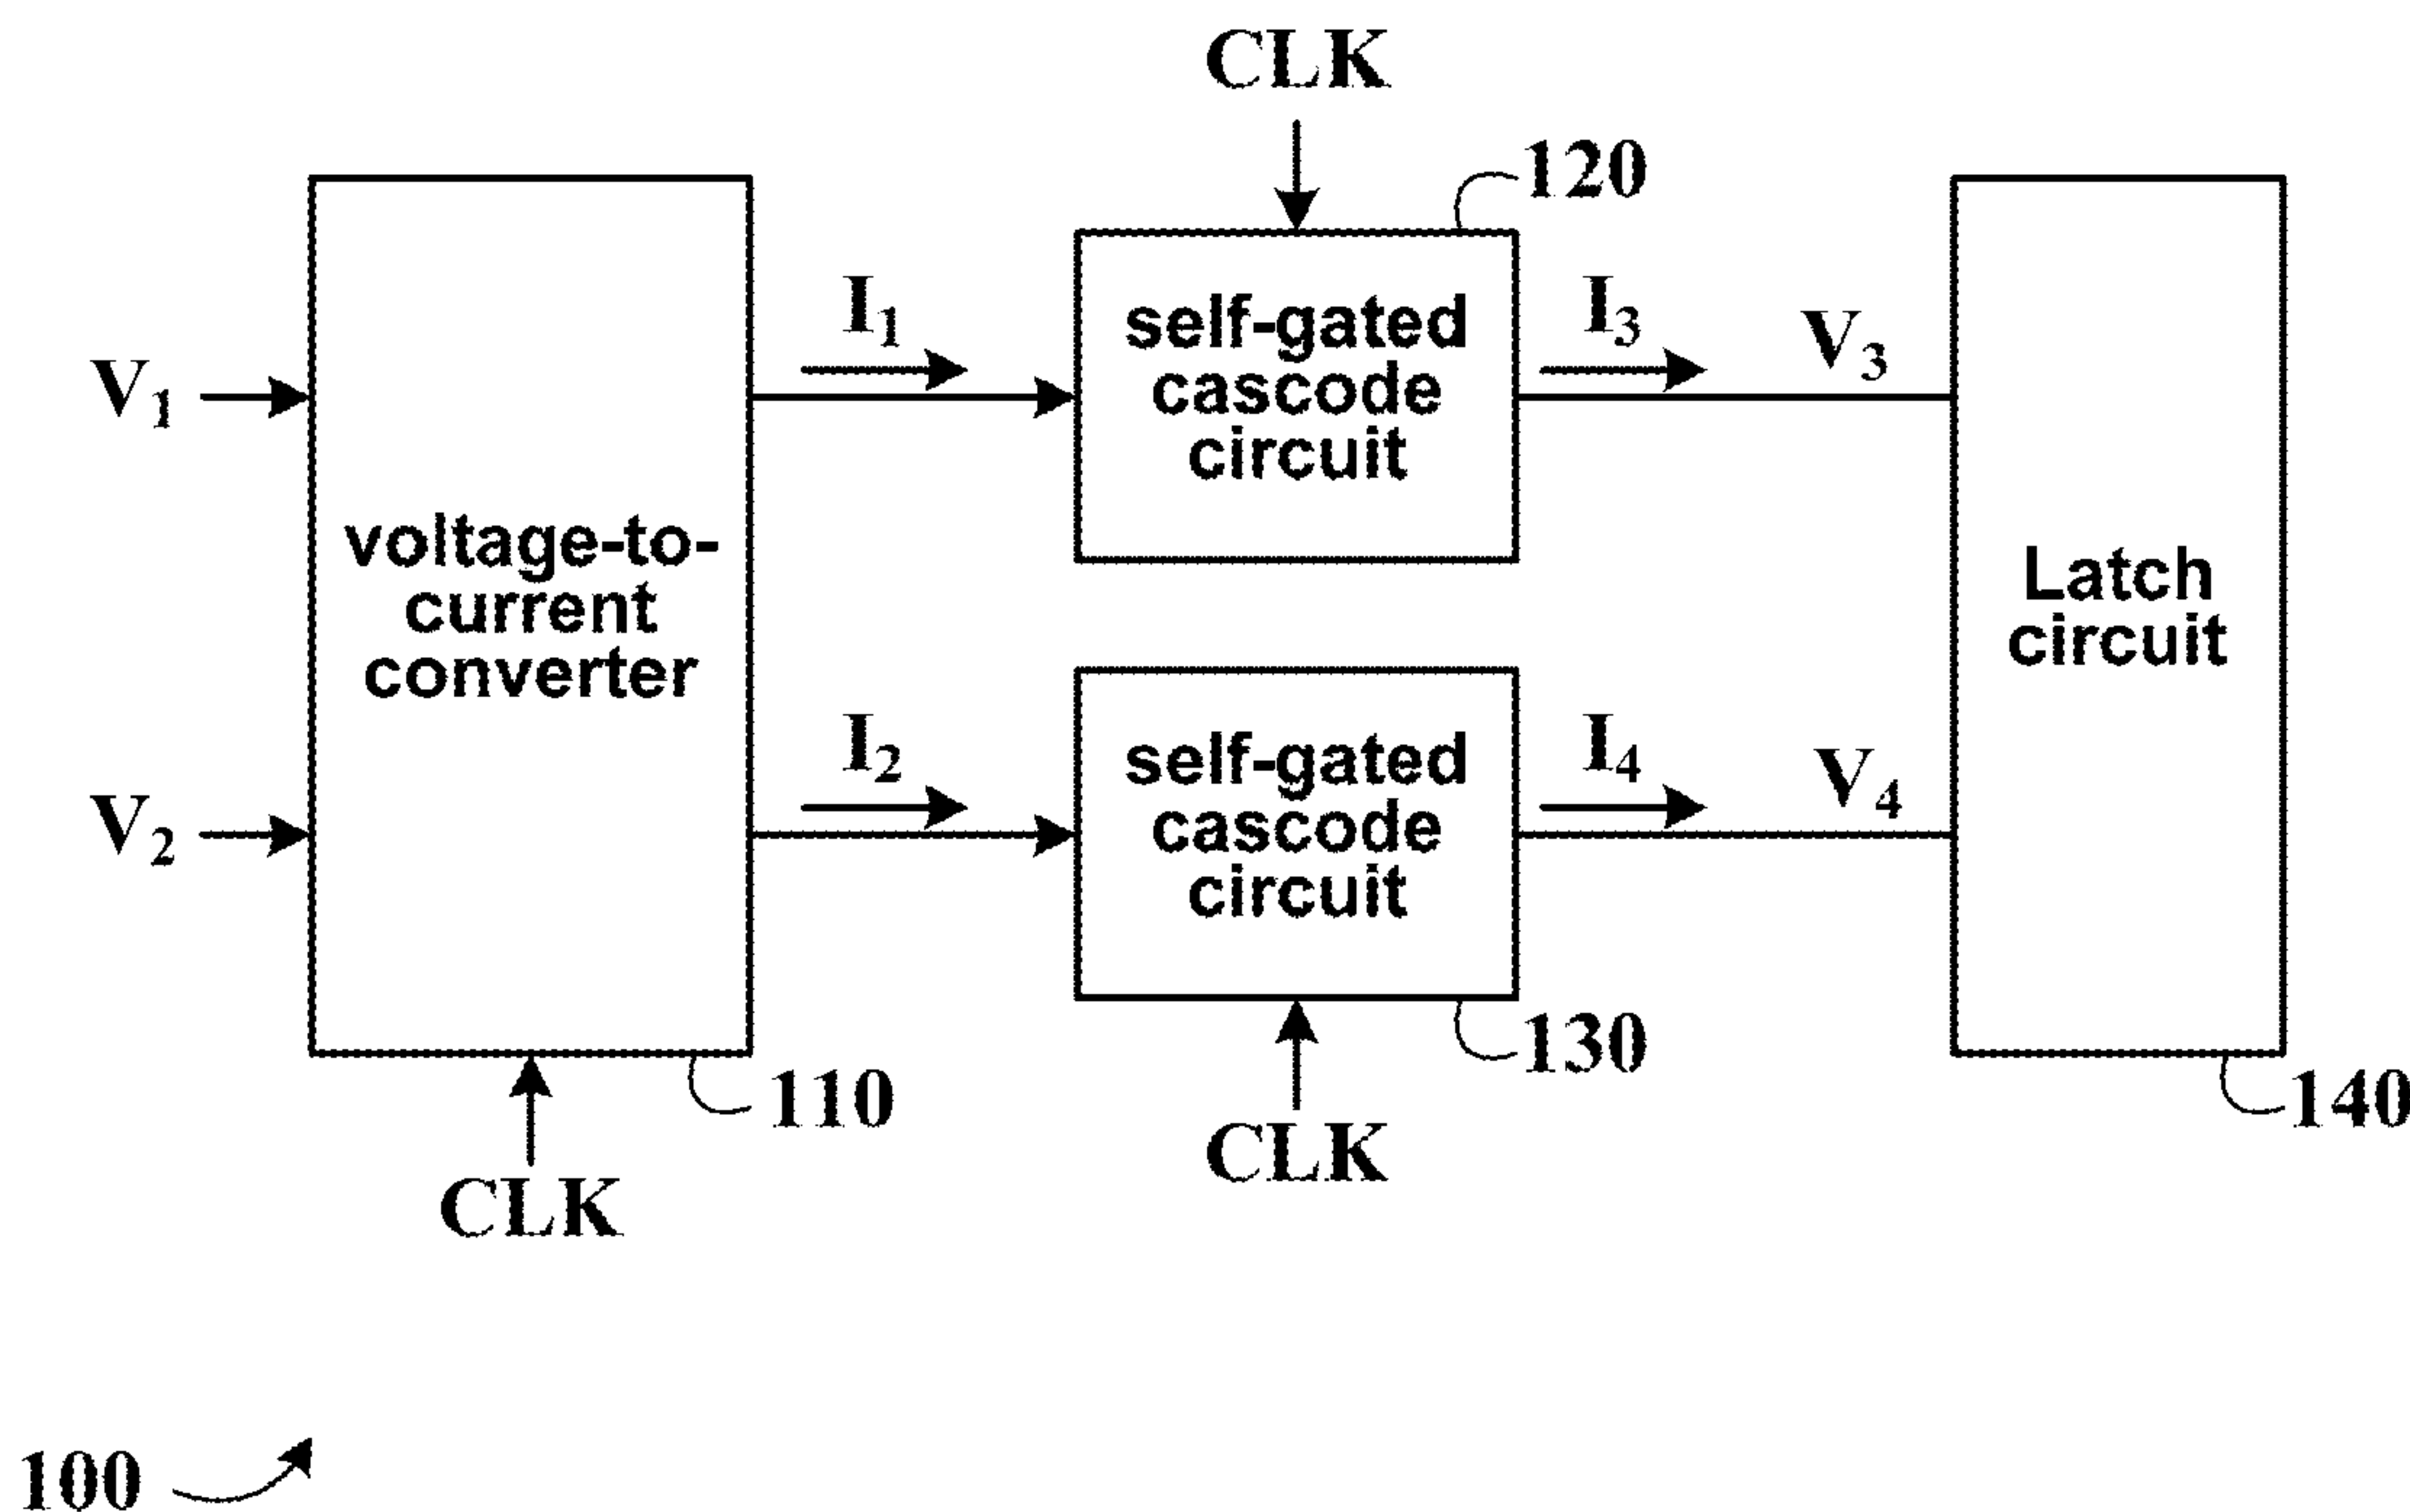 CLK
120
I₁
self-gated
cascode
circuit
I₃
V₃
V₁
voltage-to-
current
converter
Latch
circuit
I₂
self-gated
cascode
circuit
I₄
V₄
V₂
130
110
140
CLK
CLK
100